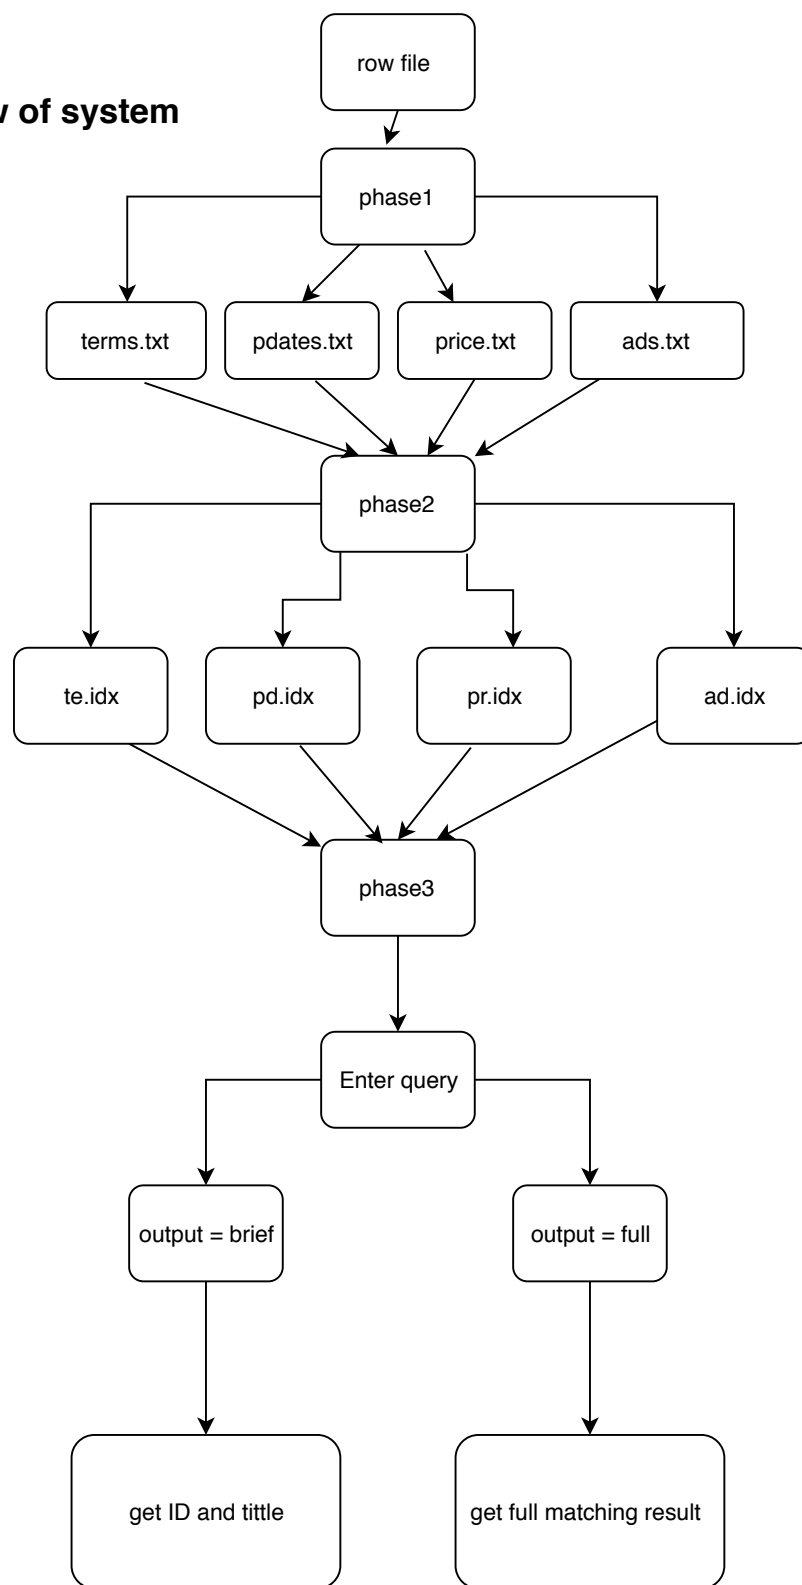 row file
of system
phase1
terms.txt
pdates.txt
price.txt
ads.txt
phase2
te.idx
pd.idx
pr.idx
ad.idx
phase3
Enter query
output = brief
output = full
get ID and tittle
get full matching result